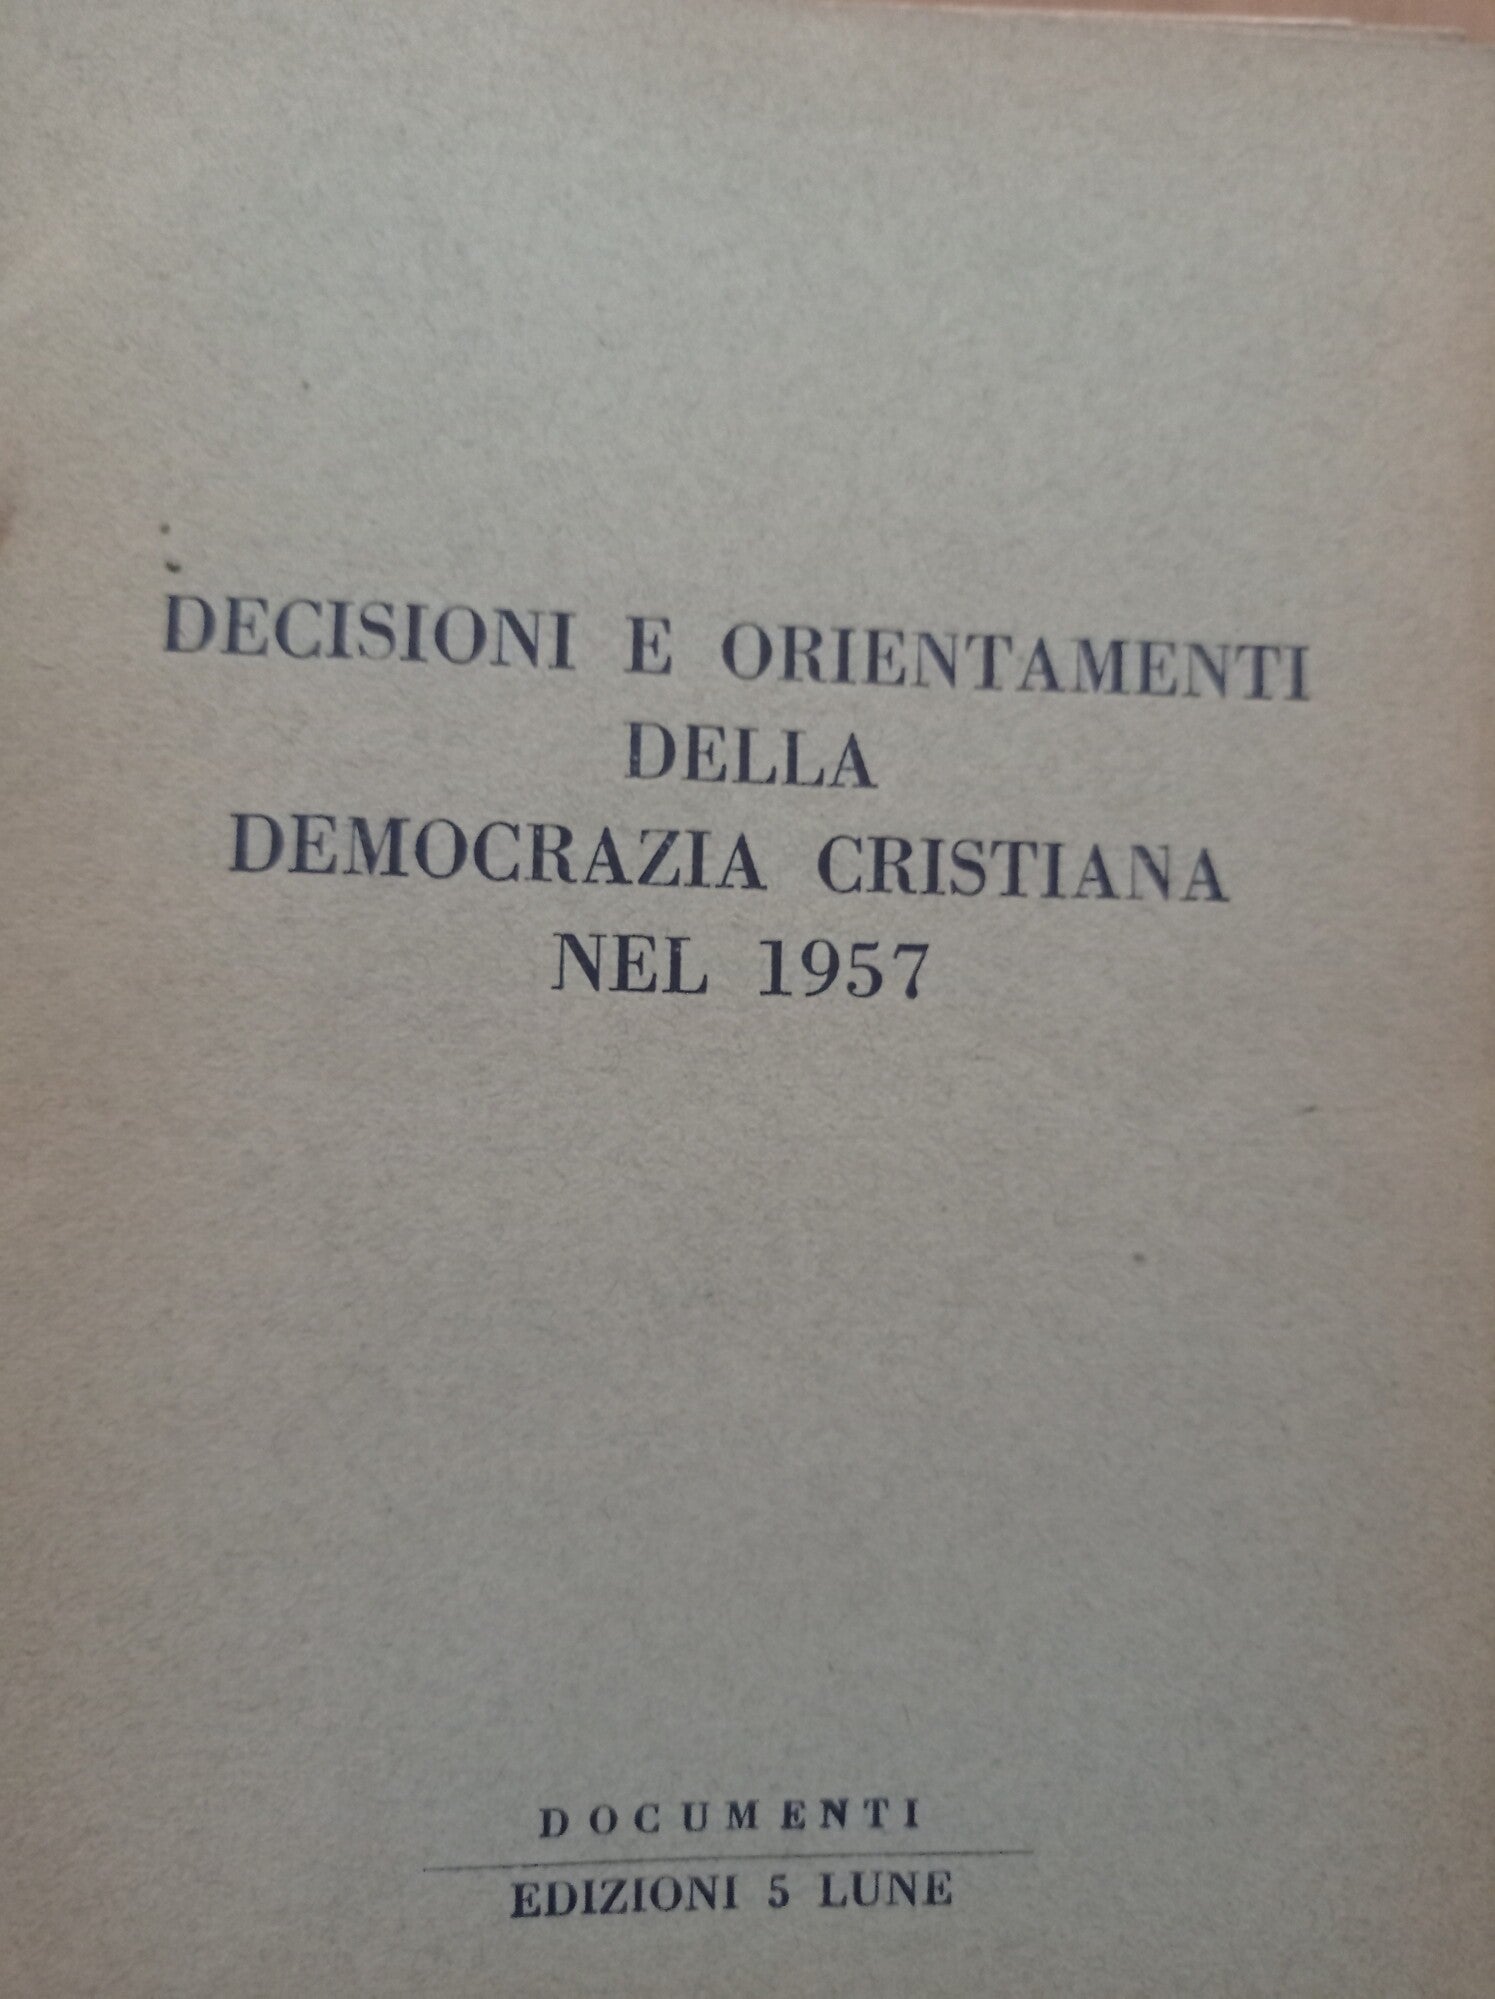 DECISIONI E ORIENTAMENTI
DELLA
DEMOCRAZIA CRISTIANA
NEL 1957
DOCUMENTI
EDIZIONI 5 LUNE